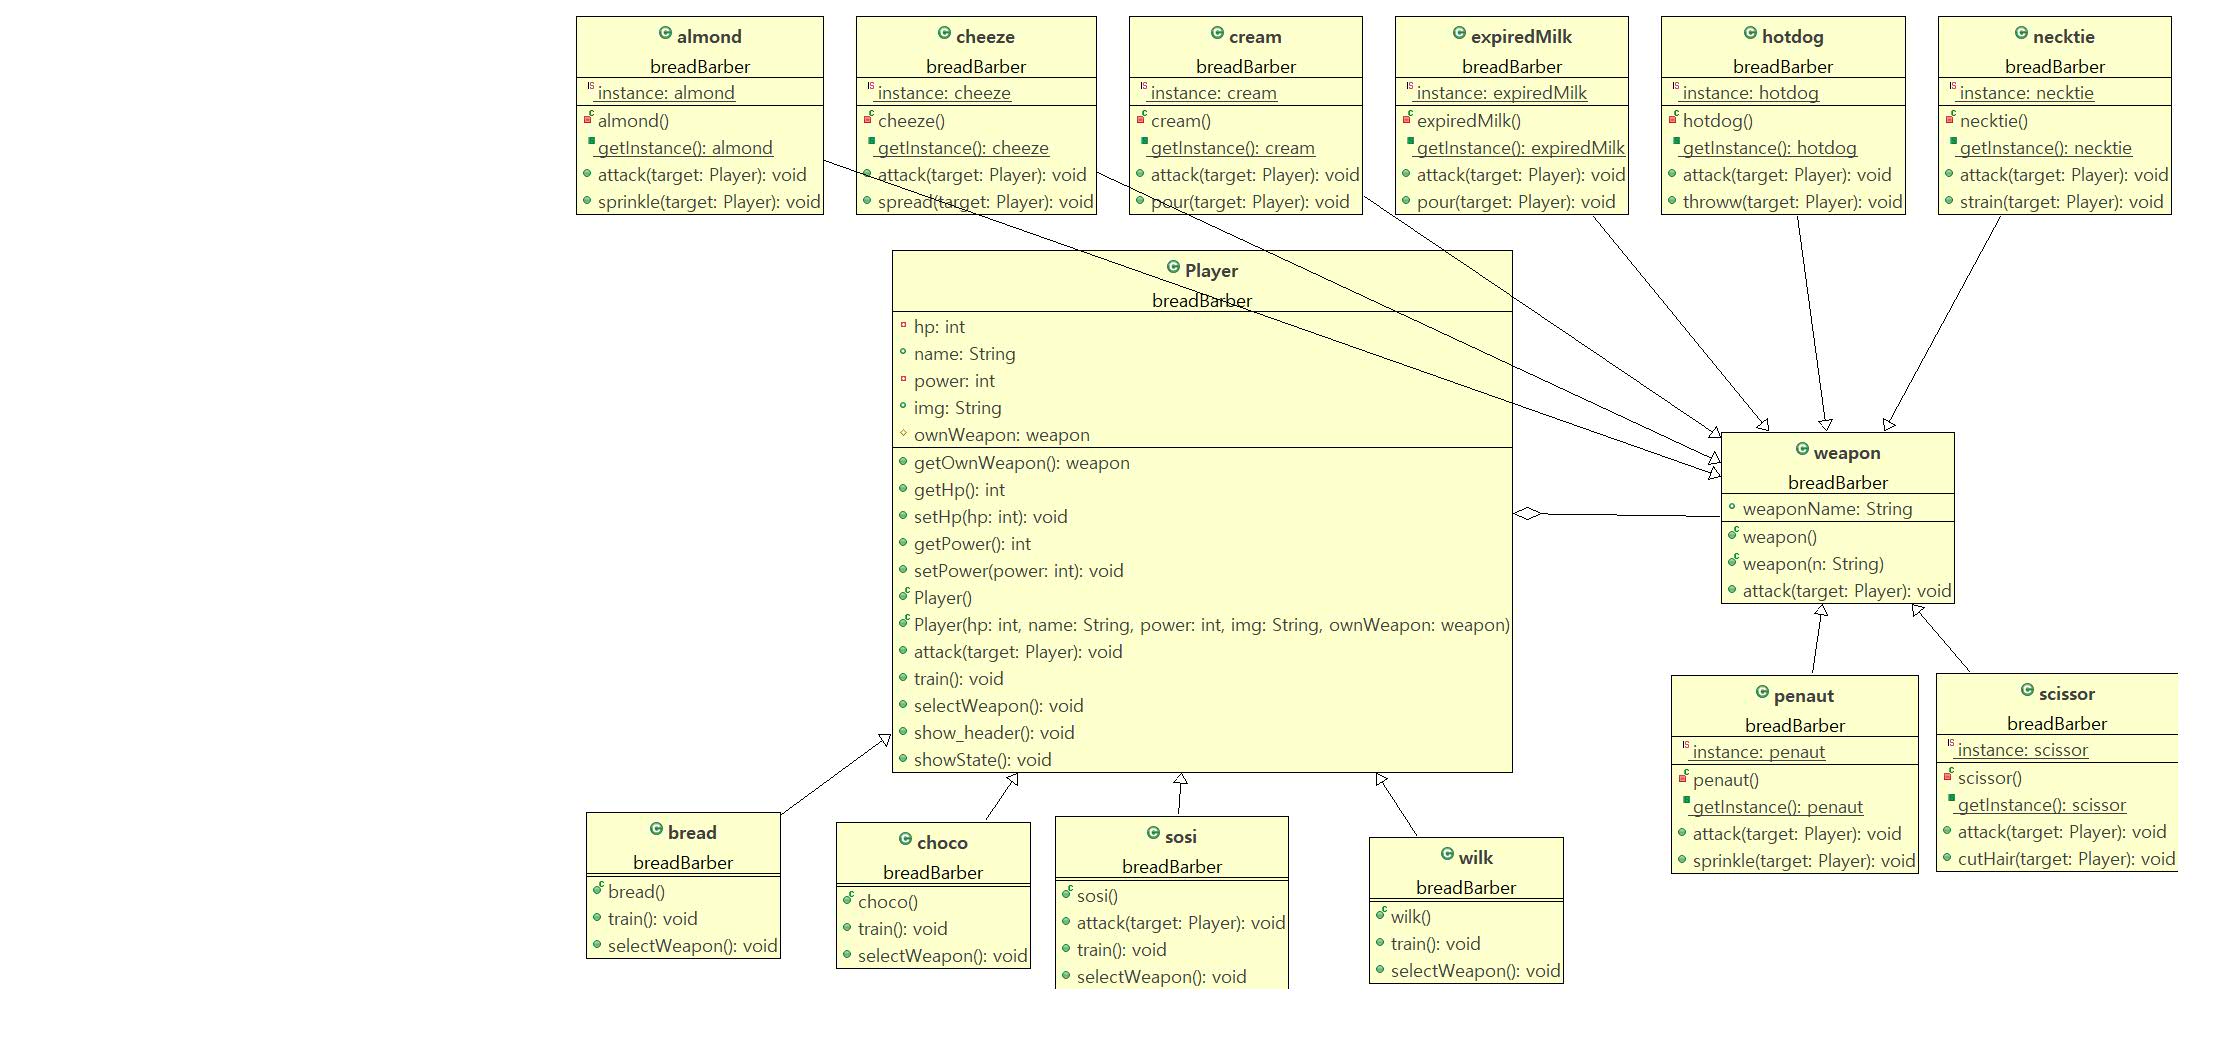 almond
breadBarber
instance: almond
almond()
getInstance(): almond
attack(target: Player): void
sprinkle(target: Player): void
cheeze
breadBarber
instance: cheeze
cheeze()
getInstance(): cheeze
attack(target: Player): void
spread(target: Player): void
cream
breadBarber
instance: cream
cream()
getInstance(): cream
attack(target: Player): void
pour(target: Player): void
expiredMilk
breadBarber
instance: expiredMilk
expiredMilk()
getInstance(): expiredMilk
attack(target: Player): void
pour(target: Player): void
hotdog
breadBarber
instance: hotdog
hotdog()
getInstance(): hotdog
attack(target: Player): void
throww(target: Player): void
necktie
breadBarber
instance: necktie
necktie()
getInstance(): necktie
attack(target: Player): void
strain(target: Player): void
Player
breadBarber
hp: int
name: String
power: int
img: String
ownWeapon: weapon
getOwnWeapon(): weapon
getHp(): int
setHp(hp: int): void
getPower(): int
setPower(power: int): void
Player()
Player(hp: int, name: String, power: int, img: String, ownWeapon: weapon)
attack(target: Player): void
train(): void
selectWeapon(): void
show_header(): void
showState(): void
weapon
breadBarber
weaponName: String
weapon()
weapon(n: String)
attack(target: Player): void
penaut
breadBarber
instance: penaut
penaut()
getInstance(): penaut
attack(target: Player): void
sprinkle(target: Player): void
scissor
breadBarber
instance: scissor
scissor()
getInstance(): scissor
attack(target: Player): void
cutHair(target: Player): void
bread
breadBarber
bread()
train(): void
selectWeapon(): void
choco
breadBarber
choco()
train(): void
selectWeapon(): void
sosi
breadBarber
sosi()
attack(target: Player): void
train(): void
selectWeapon(): void
wilk
breadBarber
wilk()
train(): void
selectWeapon(): void